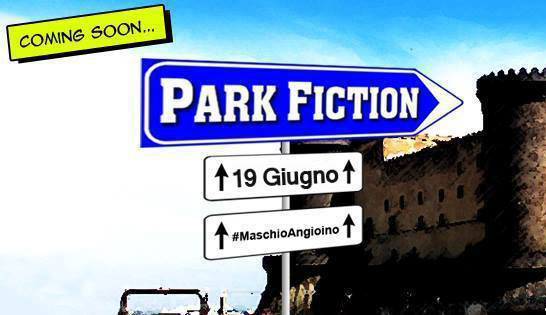 COMING SOON...
PARK FICTION
19 Giugno
#MaschioAngioino